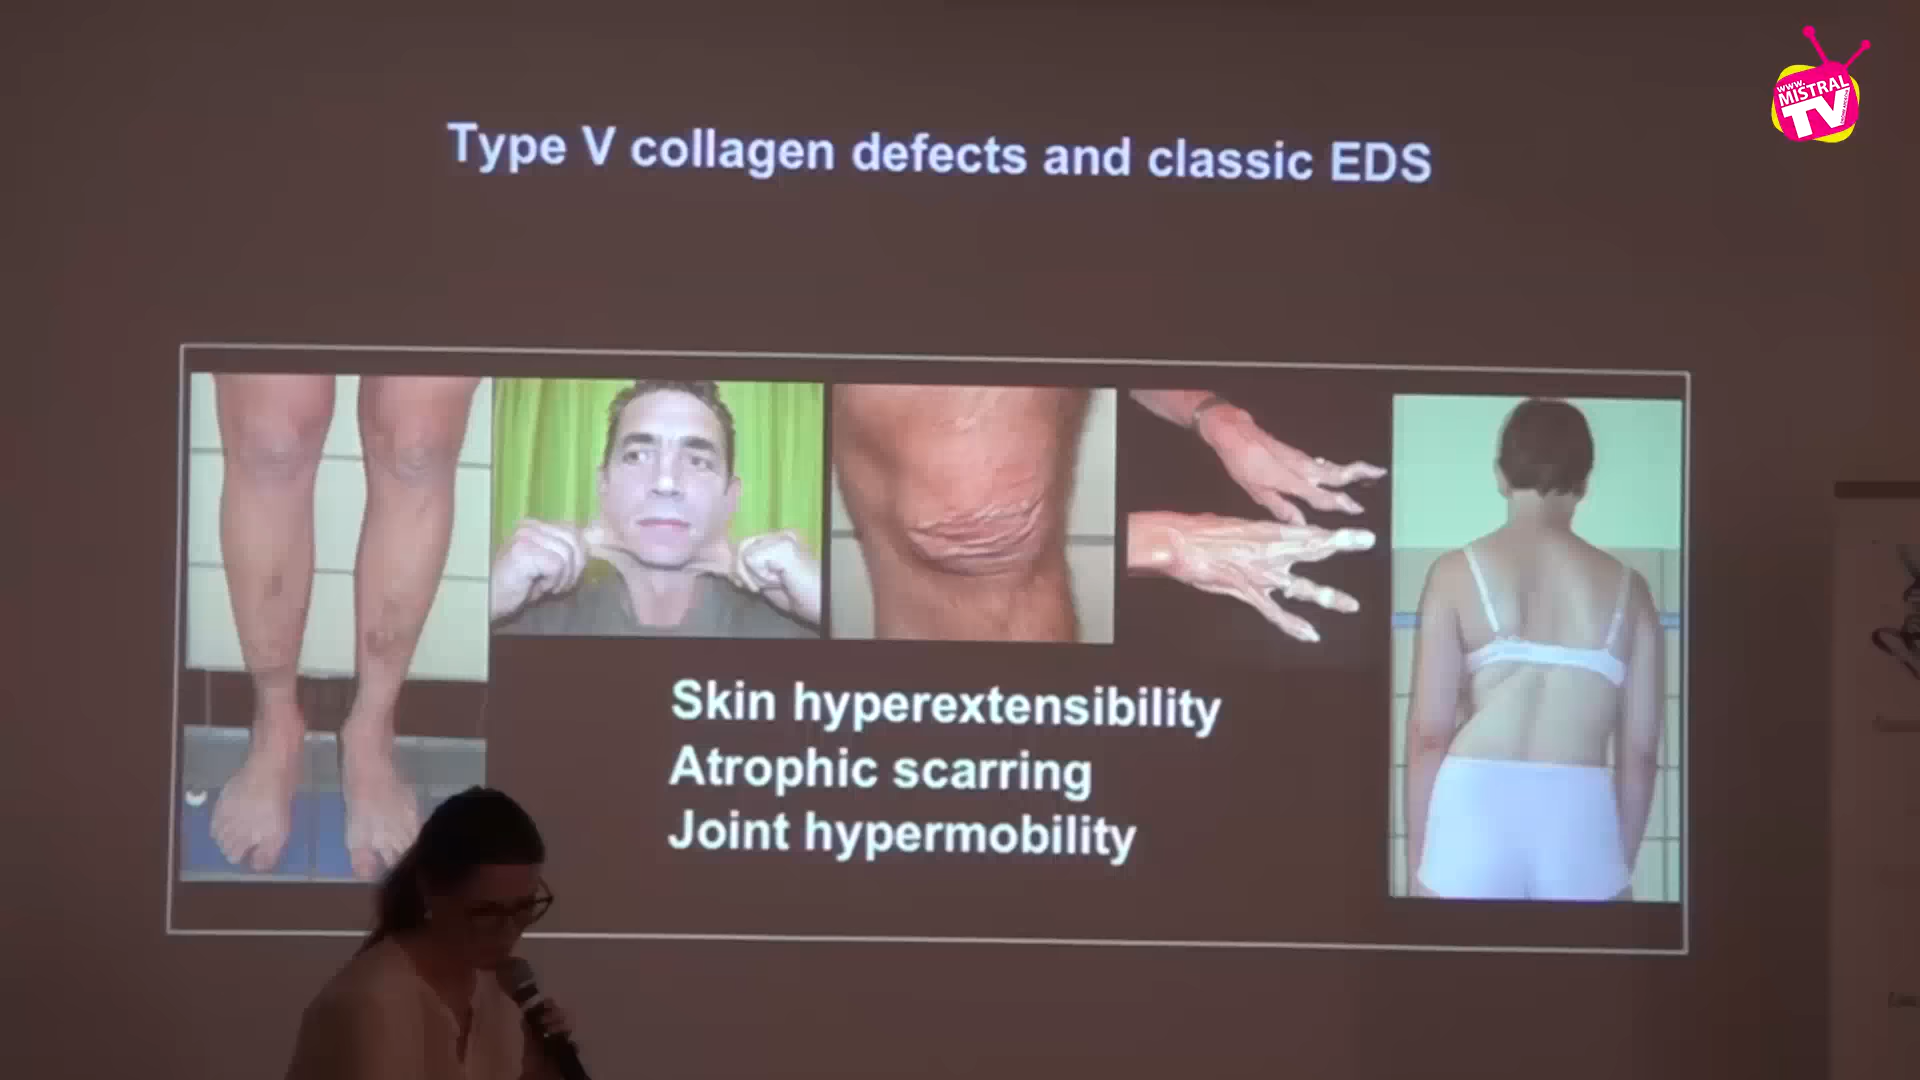 www.
MISTRAL
TV
Type V collagen defects and classic EDS
Skin hyperextensibility
Atrophic scarring
Joint hypermobility